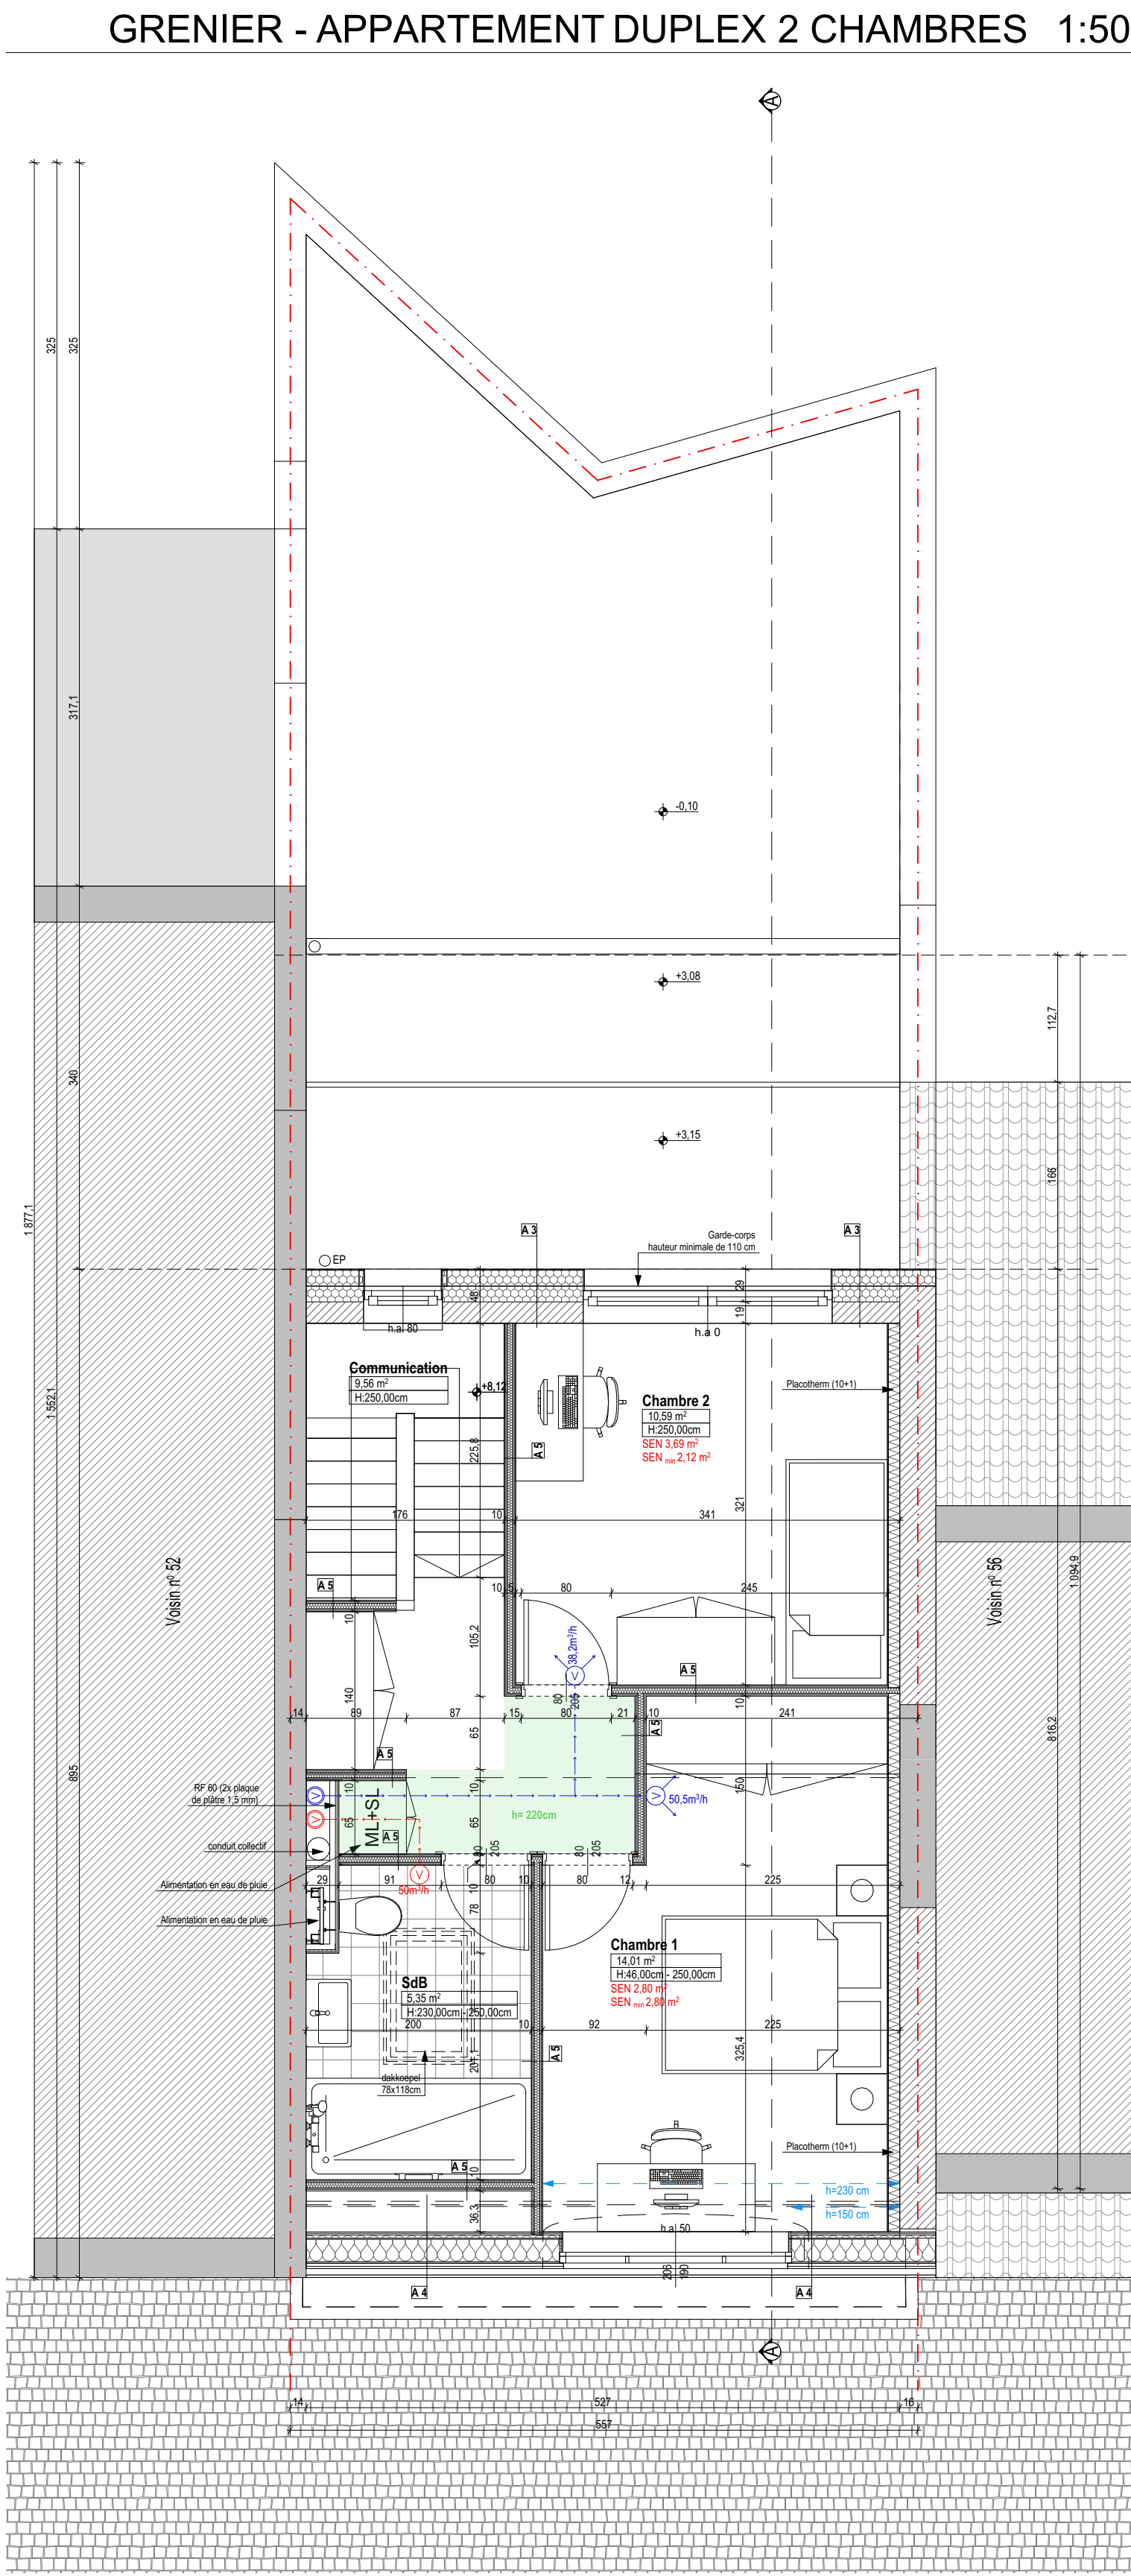 GRENIER - APPARTEMENT DUPLEX 2 CHAMBRES 1:50
A
325
325
317,1
-0,10
+3,08
112,7
340
+3,15
166
1 877,1
A 3
A 3
Garde-corps
hauteur minimale de 110 cm
EP
48
29
19
h.a 80
h.a 0
Communication
9,56 m²
H:250,00cm
+8,12
Placotherm (10+1)
Chambre 2
10,59 m²
H:250,00cm
SEN 3,69 m²
SEN min 2,12 m²
1 552,1
A 5
225,8
321
176
10
341
Voisin nº 52
Voisin nº 56
1 094,9
A 5
10
5
80
245
10
105,2
38,2m³/h
V
A 5
140
80
205
10
14
89
87
15
80
21
10
241
65
A 5
816,2
A 5
895
RF 60 (2x plaque
de plâtre 1,5 mm)
10
10
150
V
V
V
50,5m³/h
ML+SL
65
65
h= 220cm
conduit collectif
A 5
80
205
80
205
Alimentation en eau de pluie
V
29
91
50m³/h
80
10
80
12
225
10
78
Alimentation en eau de pluie
Chambre 1
14,01 m²
H:46,00cm - 250,00cm
SEN 2,80 m²
SEN min 2,80 m²
SdB
5,35 m²
H:230,00cm - 250,00cm
200
10
92
225
325,4
A 5
dakkoepel
78x118cm
Placotherm (10+1)
A 5
10
h=230 cm
36,3
h=150 cm
h.a 50
206
190
A 4
A 4
A
14
527
16
557